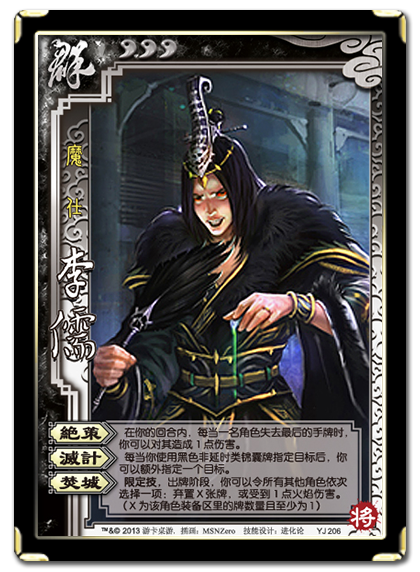 群
魔仕
李儒
絶策
在你的回合内，每当一名角色失去最后的手牌时，
你可以对其造成1点伤害。
滅計
每当你使用黑色非延时类锦囊牌指定目标后，你
可以额外指定一个目标。
焚城
限定技，出牌阶段，你可以令所有其他角色依次
选择一项：弃置X张牌，或受到1点火焰伤害。
（X为该角色装备区里的牌数量且至少为1）
将
™&© 2013 游卡桌游，插画：MSNZero 技能设计：进化论 YJ 206